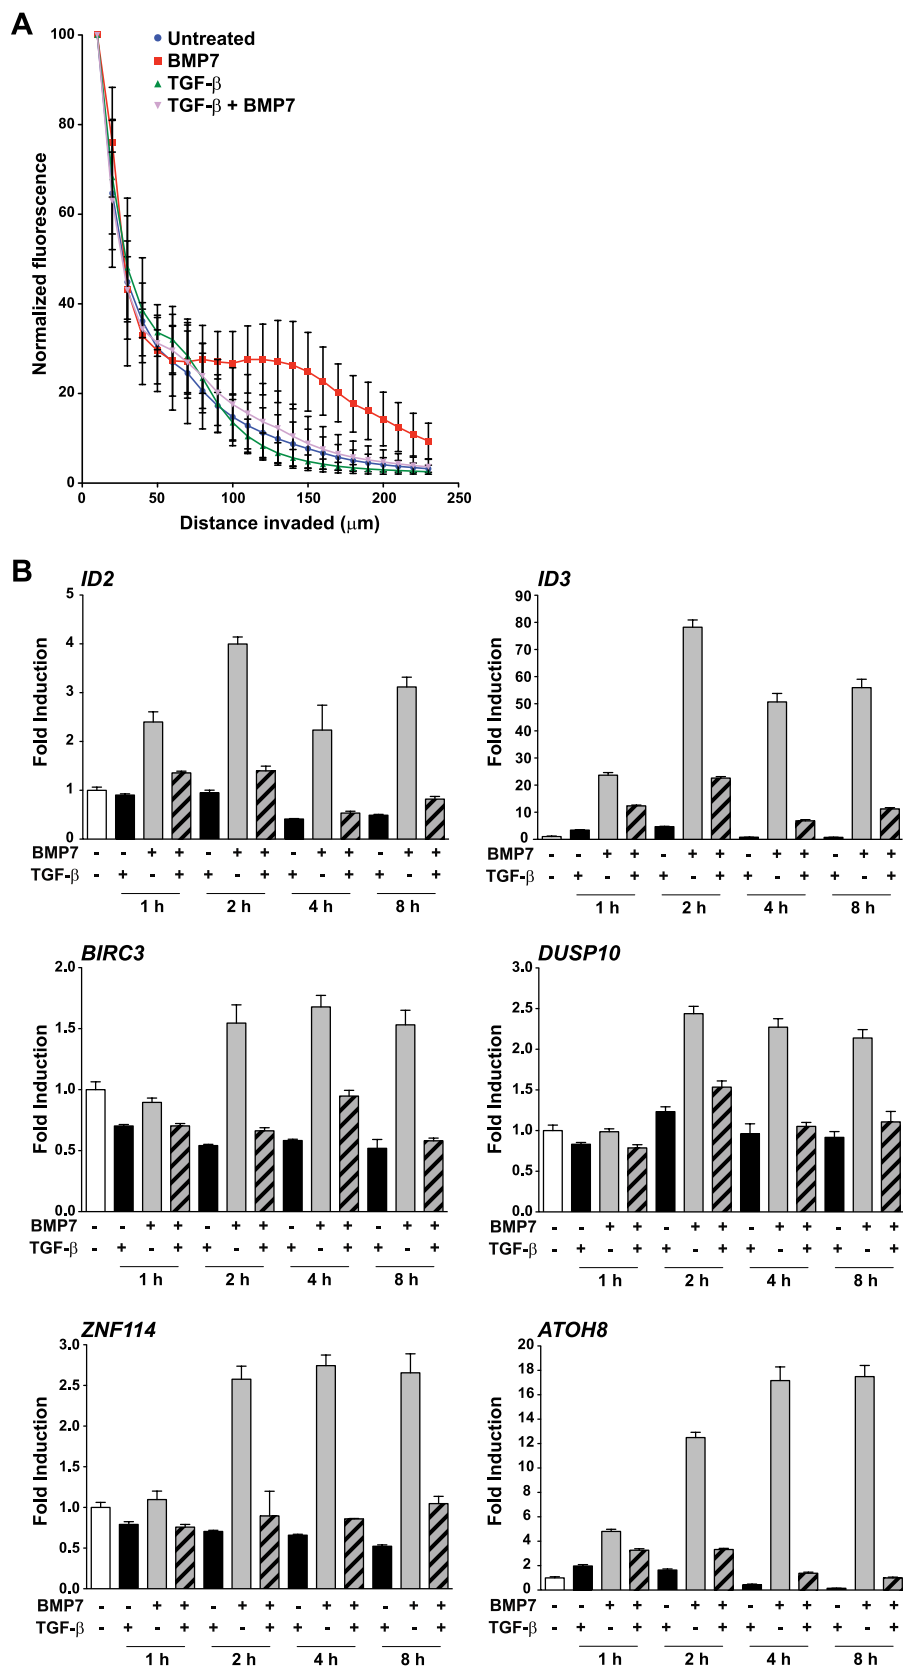 A
Untreated
BMP7
TGF-β
TGF-β + BMP7
Normalized fluorescence
100
80
60
40
20
0
0 50 100 150 200 250
Distance invaded (μm)
B
ID2
Fold Induction
5
4
3
2
1
0
BMP7 - - + + - + + - + + - + +
TGF-β - + - + + - + + - + + - +
1 h 2 h 4 h 8 h
ID3
Fold Induction
90
80
70
60
50
40
30
20
10
0
BMP7 - - + + - + + - + + - + +
TGF-β - + - + + - + + - + + - +
1 h 2 h 4 h 8 h
BIRC3
Fold Induction
2.0
1.5
1.0
0.5
0.0
BMP7 - - + + - + + - + + - + +
TGF-β - + - + + - + + - + + - +
1 h 2 h 4 h 8 h
DUSP10
Fold Induction
3.0
2.5
2.0
1.5
1.0
0.5
0.0
BMP7 - - + + - + + - + + - + +
TGF-β - + - + + - + + - + + - +
1 h 2 h 4 h 8 h
ZNF114
Fold Induction
3.0
2.5
2.0
1.5
1.0
0.5
0.0
BMP7 - - + + - + + - + + - + +
TGF-β - + - + + - + + - + + - +
1 h 2 h 4 h 8 h
ATOH8
Fold Induction
20
18
16
14
12
10
8
6
4
2
0
BMP7 - - + + - + + - + + - + +
TGF-β - + - + + - + + - + + - +
1 h 2 h 4 h 8 h